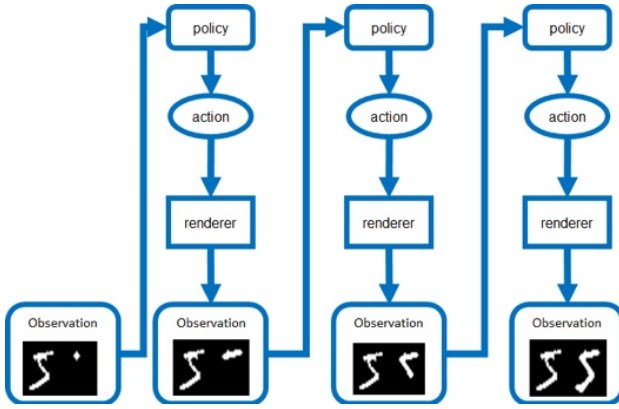 policy
policy
policy
action
action
action
renderer
renderer
renderer
Observation
Observation
Observation
Observation